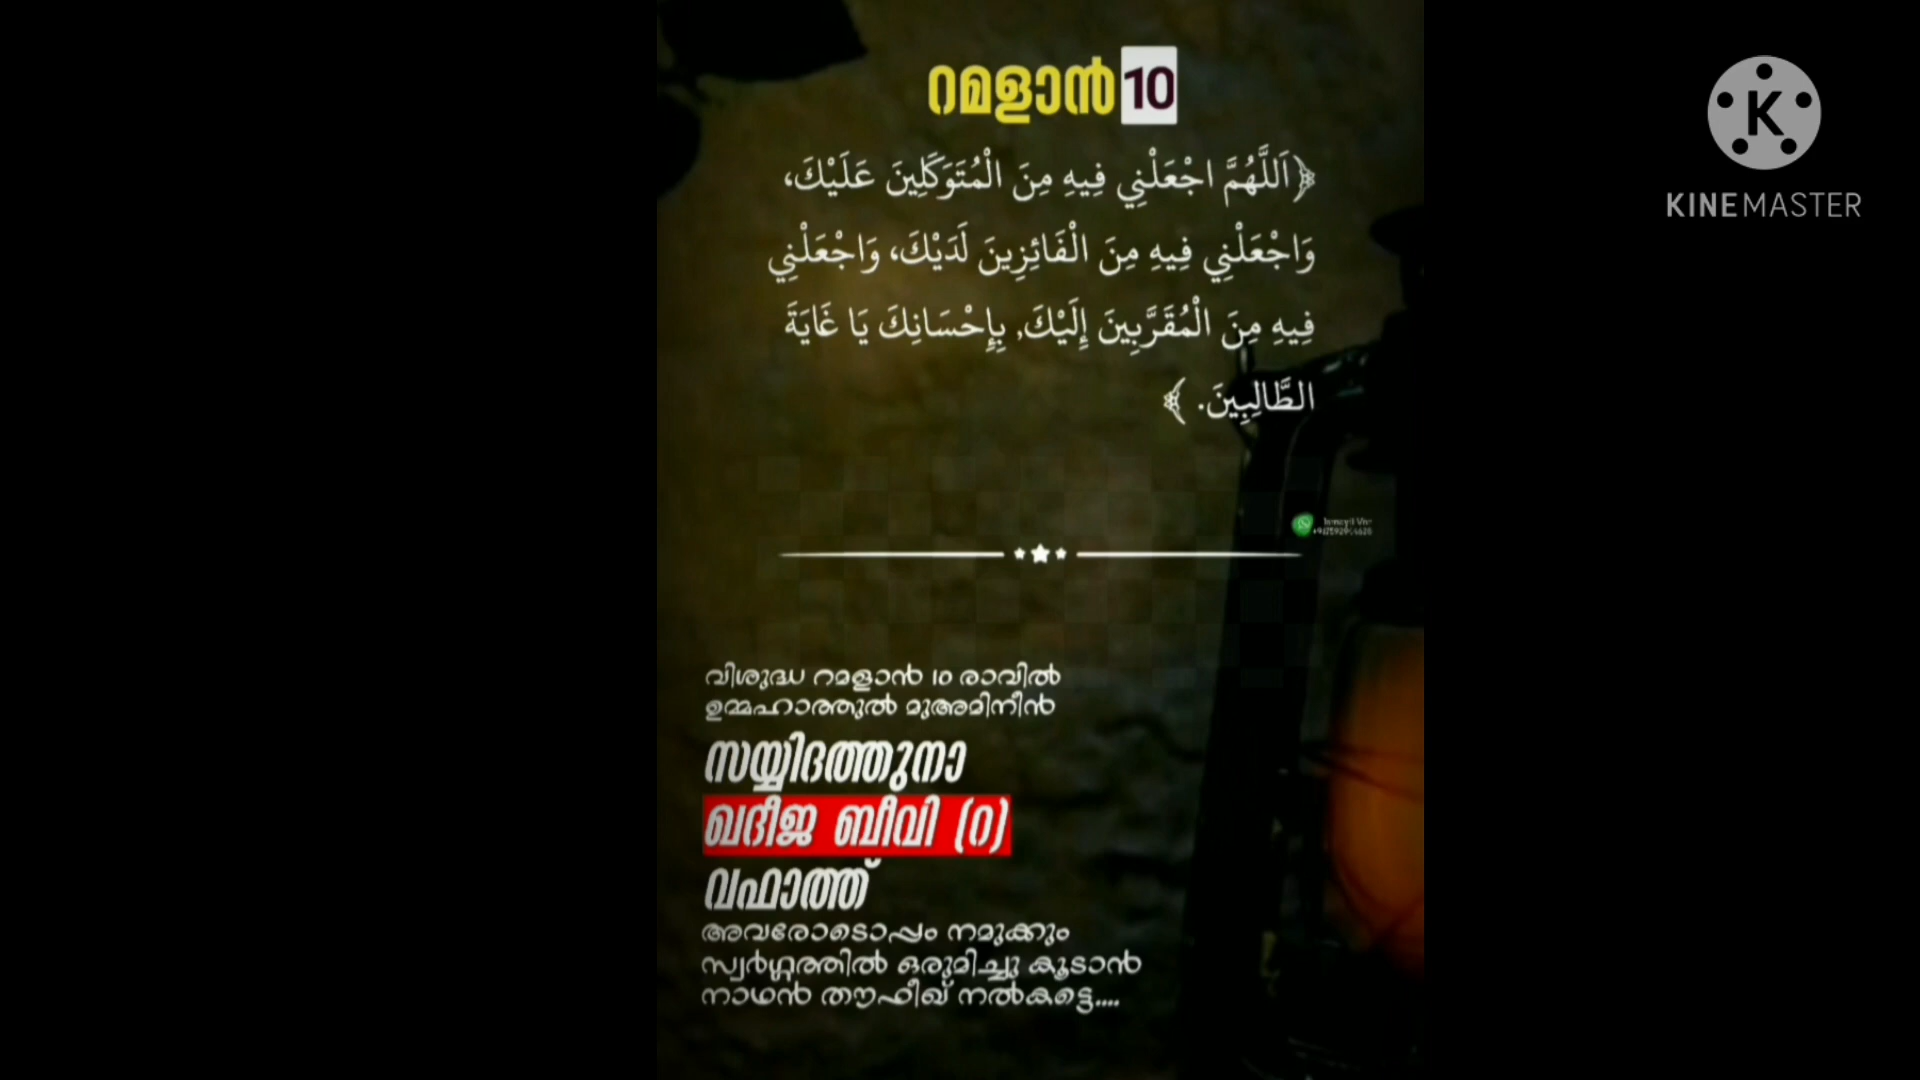 റമളാൻ 10
﴿اَللَّهُمَّ اجْعَلْنِي فِيهِ مِنَ الْمُتَوَكِّلِينَ عَلَيْكَ،
وَاجْعَلْنِي فِيهِ مِنَ الْفَائِزِينَ لَدَيْكَ، وَاجْعَلْنِي
فِيهِ مِنَ الْمُقَرَّبِينَ إِلَيْكَ, بِإِحْسَانِكَ يَا غَايَةَ
الطَّالِبِينَ. ﴾
വിശുദ്ധ റമളാൻ 10 രാവിൽ
ഉമ്മഹാത്തുൽ മുഅമിനീൻ
സയ്യിദത്തുനാ
ഖദീജ ബീവി (റ)
വഫാത്ത്
അവരോടൊപ്പം നമുക്കും
സ്വർഗ്ഗത്തിൽ ഒരുമിച്ചു കൂടാൻ
നാഥൻ തൗഫീഖ് നൽകട്ടെ....
KINEMASTER